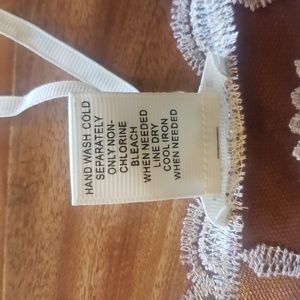 HAND WASH COLD
SEPARATELY
ONLY NON-
CHLORINE
BLEACH
WHEN NEEDED
LINE DRY
COOL IRON
WHEN NEEDED